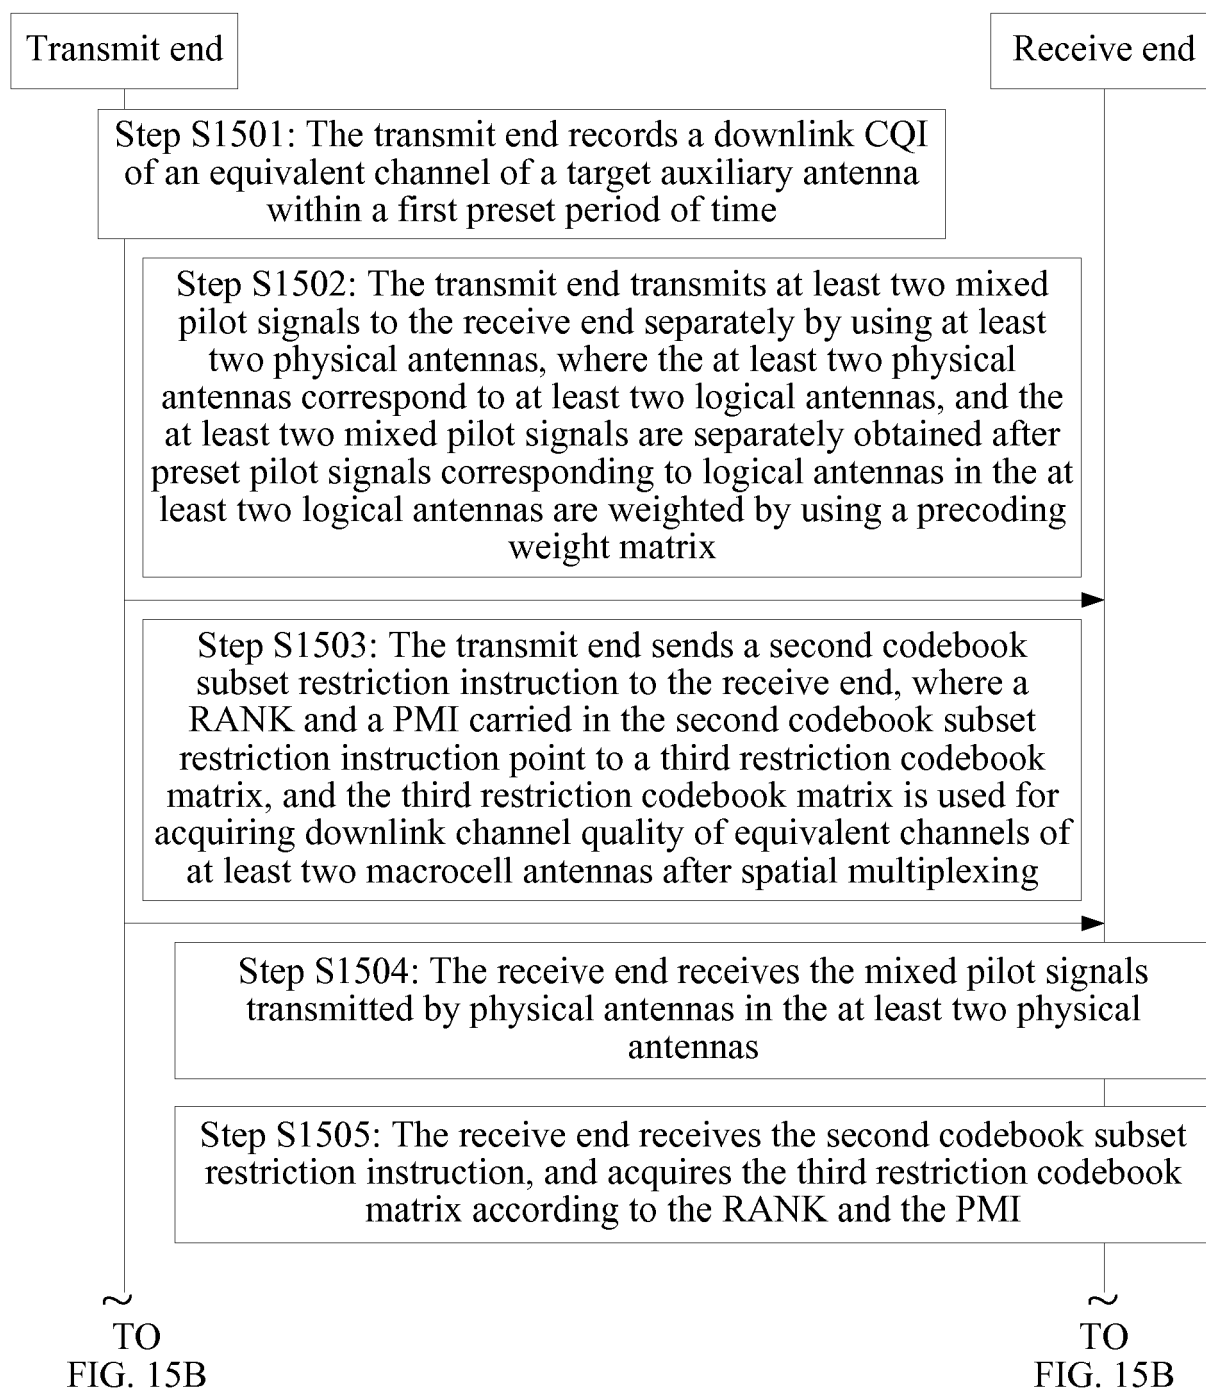 Transmit end
Receive end
Step S1501: The transmit end records a downlink CQI
of an equivalent channel of a target auxiliary antenna
within a first preset period of time
Step S1502: The transmit end transmits at least two mixed
pilot signals to the receive end separately by using at least
two physical antennas, where the at least two physical
antennas correspond to at least two logical antennas, and the
at least two mixed pilot signals are separately obtained after
preset pilot signals corresponding to logical antennas in the at
least two logical antennas are weighted by using a precoding
weight matrix
Step S1503: The transmit end sends a second codebook
subset restriction instruction to the receive end, where a
RANK and a PMI carried in the second codebook subset
restriction instruction point to a third restriction codebook
matrix, and the third restriction codebook matrix is used for
acquiring downlink channel quality of equivalent channels of
at least two macrocell antennas after spatial multiplexing
Step S1504: The receive end receives the mixed pilot signals
transmitted by physical antennas in the at least two physical
antennas
Step S1505: The receive end receives the second codebook subset
restriction instruction, and acquires the third restriction codebook
matrix according to the RANK and the PMI
TO
FIG. 15B
TO
FIG. 15B